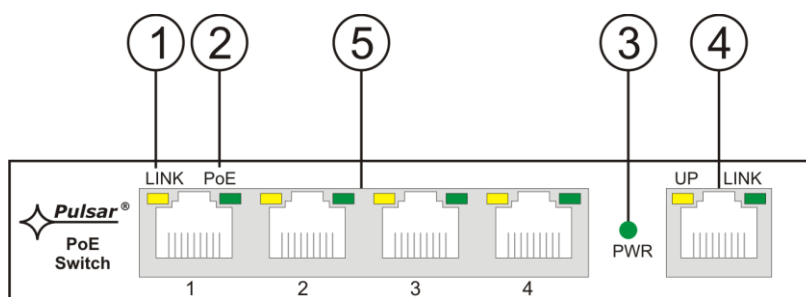 1 2 5 3 4
LINK PoE UP LINK
Pulsar ®
PoE
Switch
PWR
1 2 3 4